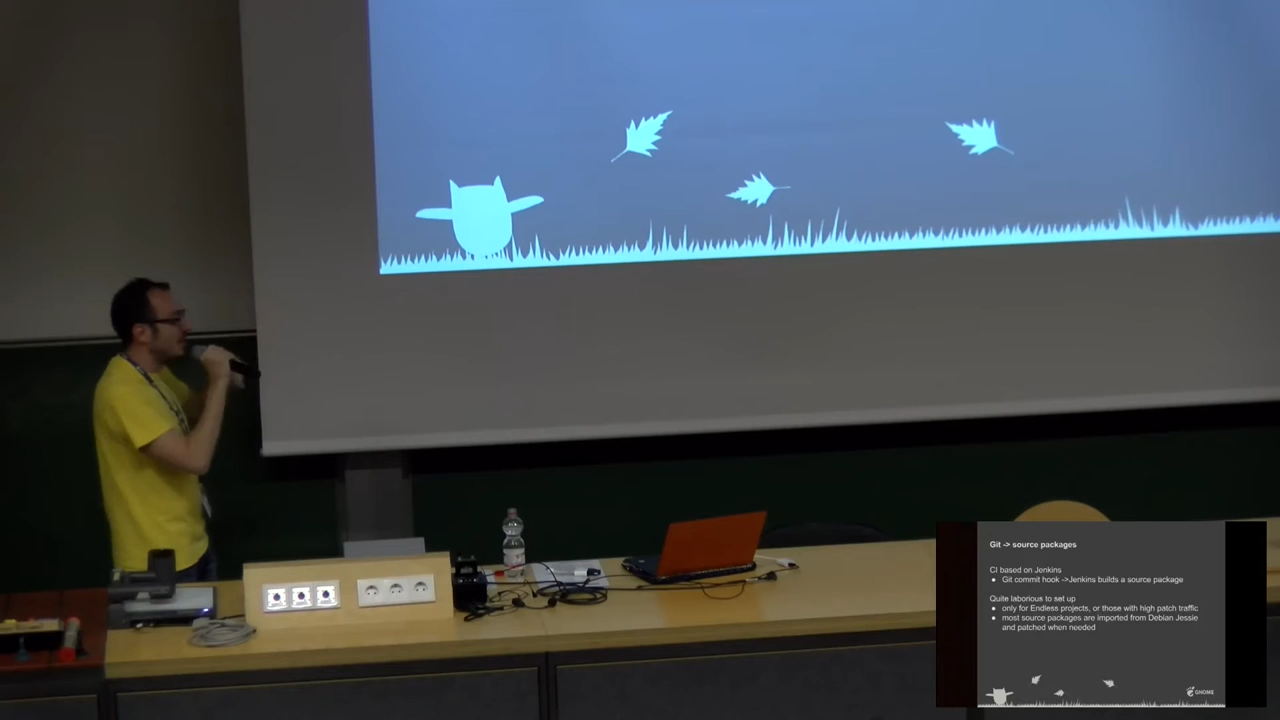 Git -> source packages
CI based on Jenkins
● Git commit hook ->Jenkins builds a source package
Quite laborious to set up
● only for Endless projects, or those with high patch traffic
● most source packages are imported from Debian Jessie
and patched when needed
GNOME